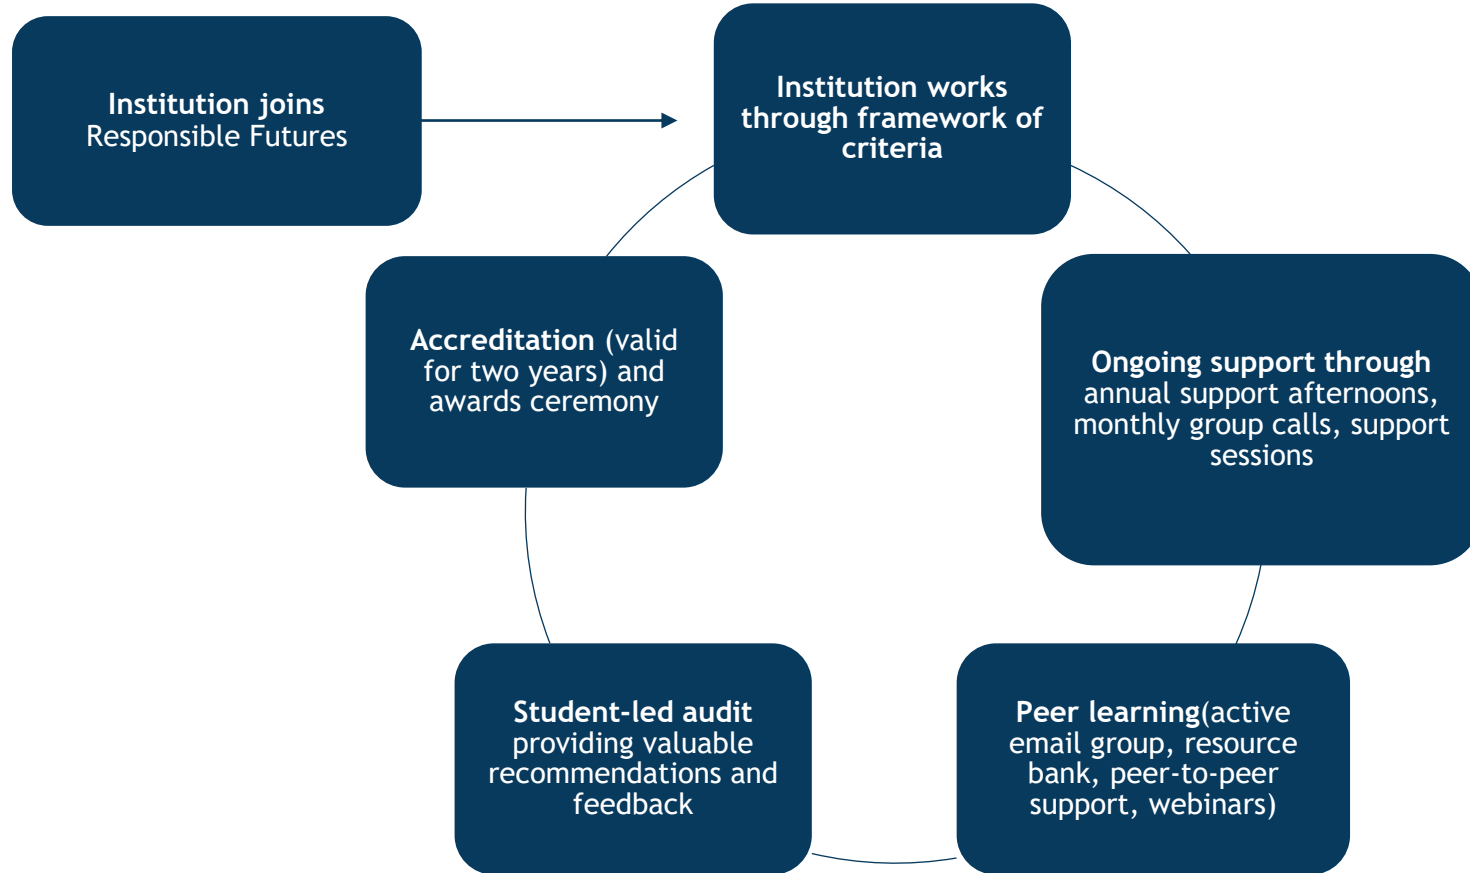 Institution joins
Responsible Futures
Institution works
through framework of
criteria
Ongoing support through
annual support afternoons,
monthly group calls, support
sessions
Peer learning(active
email group, resource
bank, peer-to-peer
support, webinars)
Student-led audit
providing valuable
recommendations and
feedback
Accreditation (valid
for two years) and
awards ceremony